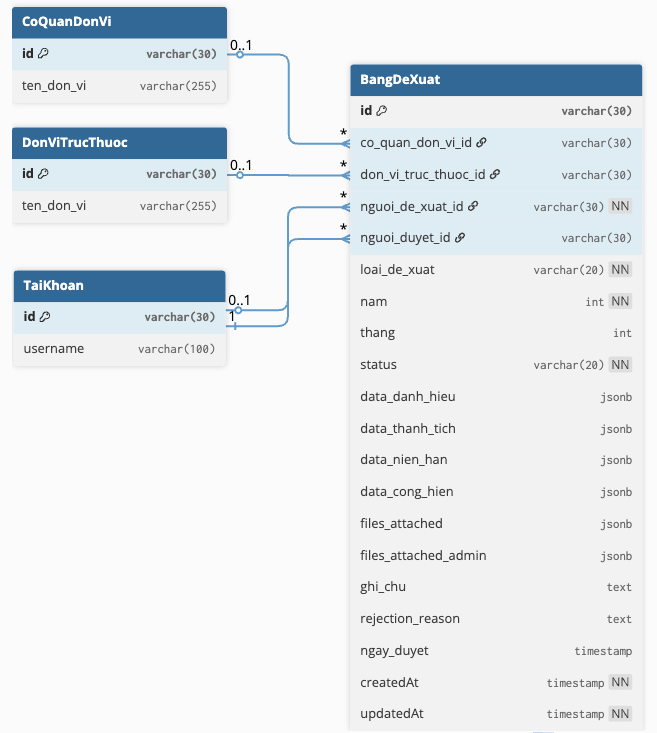 CoQuanDonVi
id varchar(30)
ten_don_vi varchar(255)
0..1
DonViTrucThuoc
id varchar(30)
ten_don_vi varchar(255)
0..1
TaiKhoan
id varchar(30)
username varchar(100)
0..1
1
*
*
*
*
BangDeXuat
id varchar(30)
co_quan_don_vi_id varchar(30)
don_vi_truc_thuoc_id varchar(30)
nguoi_de_xuat_id varchar(30) NN
nguoi_duyet_id varchar(30)
loai_de_xuat varchar(20) NN
nam int NN
thang int
status varchar(20) NN
data_danh_hieu jsonb
data_thanh_tich jsonb
data_nien_han jsonb
data_cong_hien jsonb
files_attached jsonb
files_attached_admin jsonb
ghi_chu text
rejection_reason text
ngay_duyet timestamp
createdAt timestamp NN
updatedAt timestamp NN